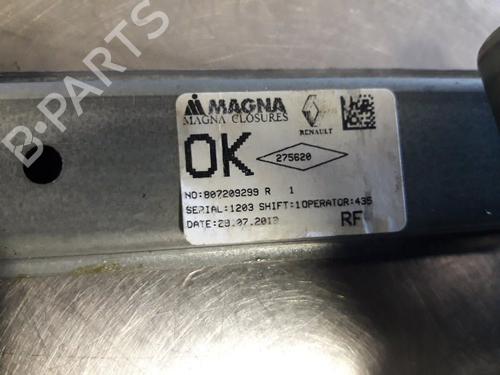 MAGNA
MAGNA CLOSURES
RENAULT
OK
275620
NO:807209299 R 1
SERIAL:1203 SHIFT:1OPERATOR:435
DATE:28.07.2013
RF
B-PARTS